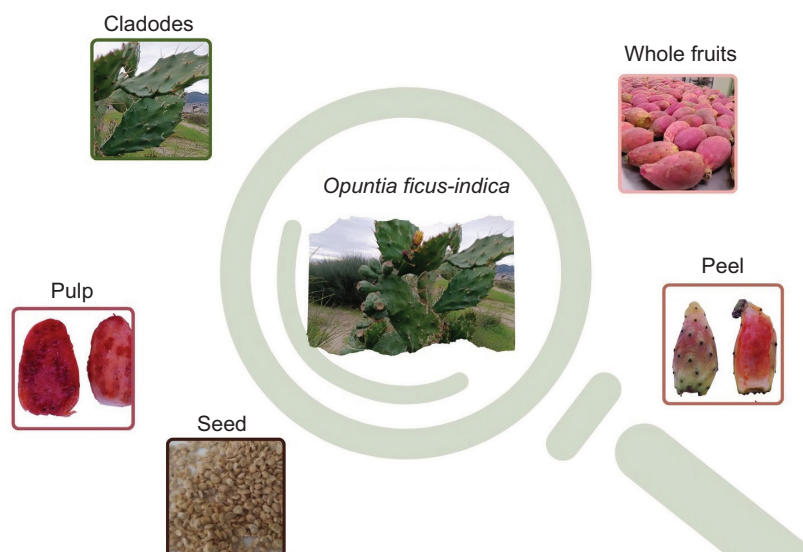 Cladodes
Whole fruits
Opuntia ficus-indica
Peel
Pulp
Seed